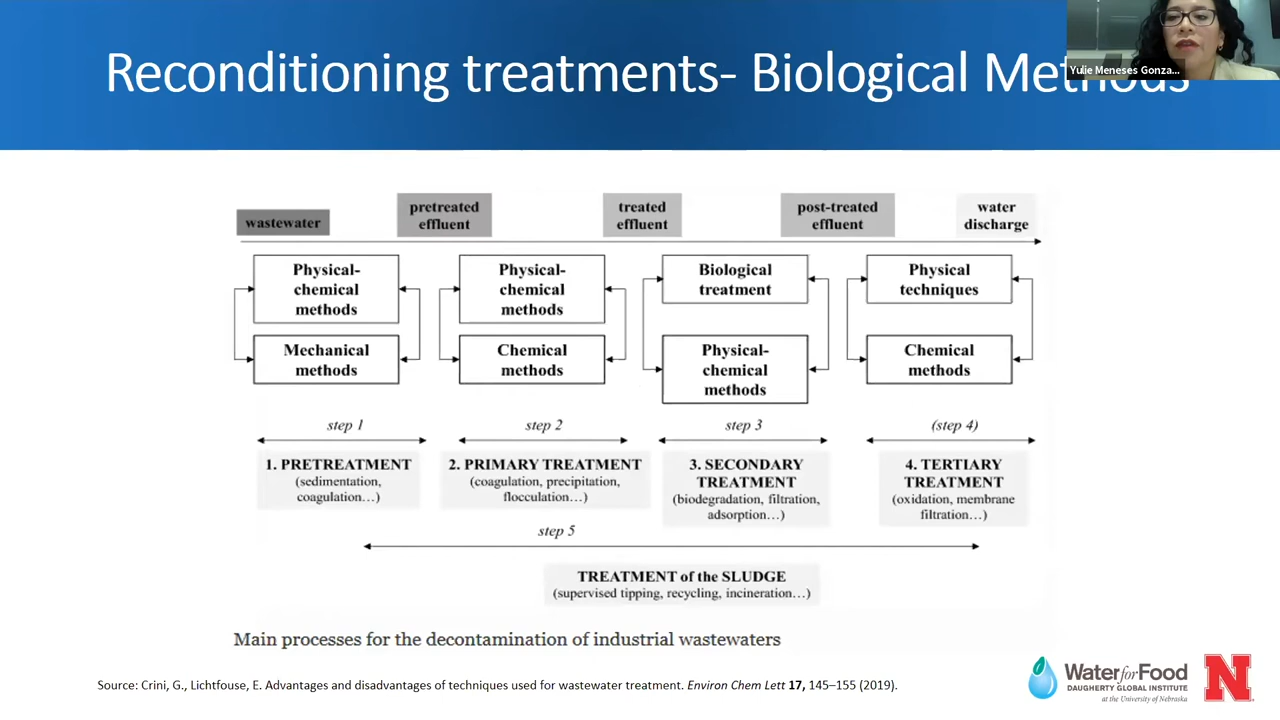 Reconditioning treatments- Biological Methods
Yulie Meneses Gonza...
wastewater
pretreated
effluent
treated
effluent
post-treated
effluent
water
discharge
Physical-
chemical
methods
Mechanical
methods
Physical-
chemical
methods
Chemical
methods
Biological
treatment
Physical-
chemical
methods
Physical
techniques
Chemical
methods
step 1
step 2
step 3
(step 4)
1. PRETREATMENT
(sedimentation,
coagulation…)
2. PRIMARY TREATMENT
(coagulation, precipitation,
flocculation…)
3. SECONDARY
TREATMENT
(biodegradation, filtration,
adsorption…)
4. TERTIARY
TREATMENT
(oxidation, membrane
filtration…)
step 5
TREATMENT of the SLUDGE
(supervised tipping, recycling, incineration…)
Main processes for the decontamination of industrial wastewaters
Source: Crini, G., Lichtfouse, E. Advantages and disadvantages of techniques used for wastewater treatment. Environ Chem Lett 17, 145–155 (2019).
Water for Food
DAUGHERTY GLOBAL INSTITUTE
at the University of Nebraska
N